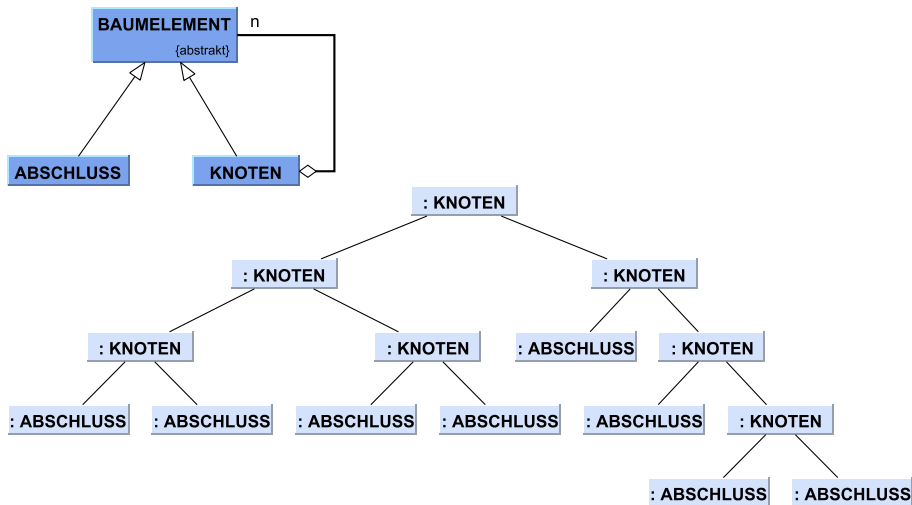 BAUMELEMENT n
{abstrakt}
ABSCHLUSS KNOTEN
: KNOTEN
: KNOTEN : KNOTEN
: KNOTEN : KNOTEN : ABSCHLUSS : KNOTEN
: ABSCHLUSS : ABSCHLUSS : ABSCHLUSS : ABSCHLUSS : ABSCHLUSS : KNOTEN
: ABSCHLUSS : ABSCHLUSS